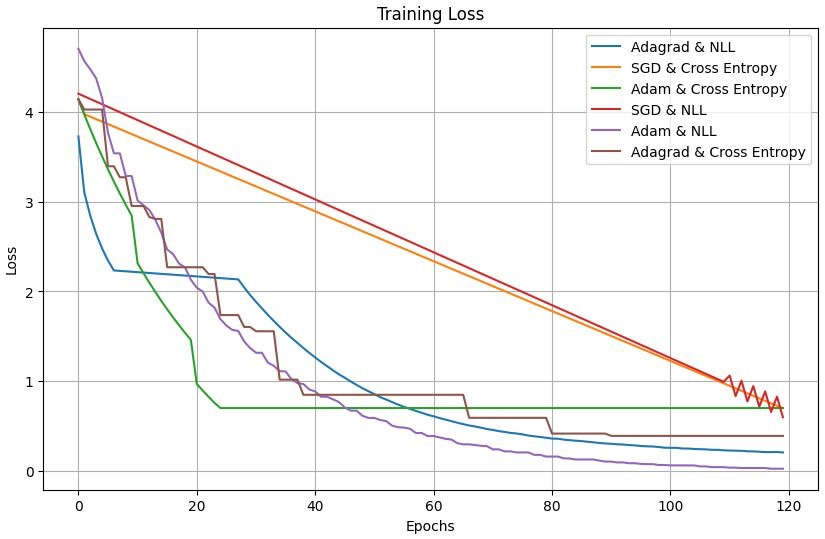 Training Loss
Adagrad & NLL
SGD & Cross Entropy
Adam & Cross Entropy
SGD & NLL
Adam & NLL
Adagrad & Cross Entropy
Loss
4
3
2
1
0
0 20 40 60 80 100 120
Epochs